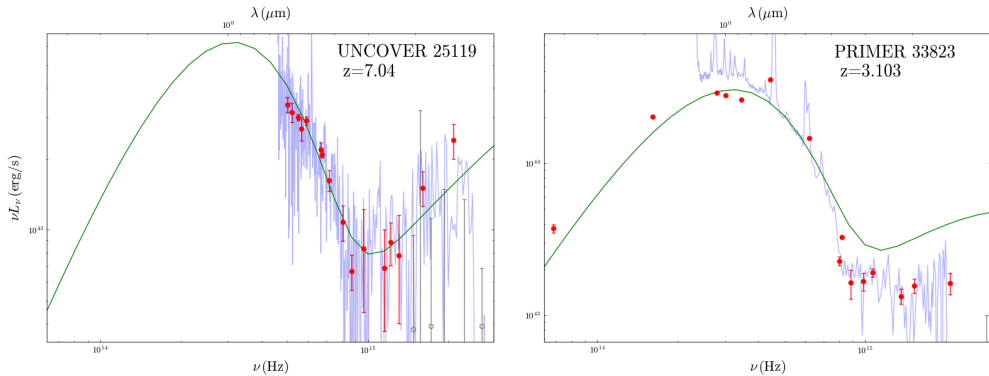 λ (μm)
10⁰
UNCOVER 25119
z=7.04
νLν (erg/s)
10⁴³
10¹⁴
10¹⁵
ν (Hz)
λ (μm)
10⁰
PRIMER 33823
z=3.103
10⁴⁴
10⁴³
10¹⁴
10¹⁵
ν (Hz)